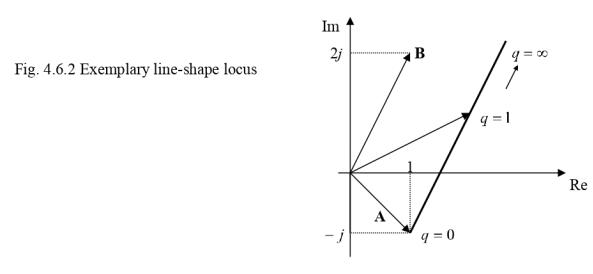 Im
2j
B
q = ∞
Fig. 4.6.2 Exemplary line-shape locus
q = 1
1
Re
A
− j
q = 0